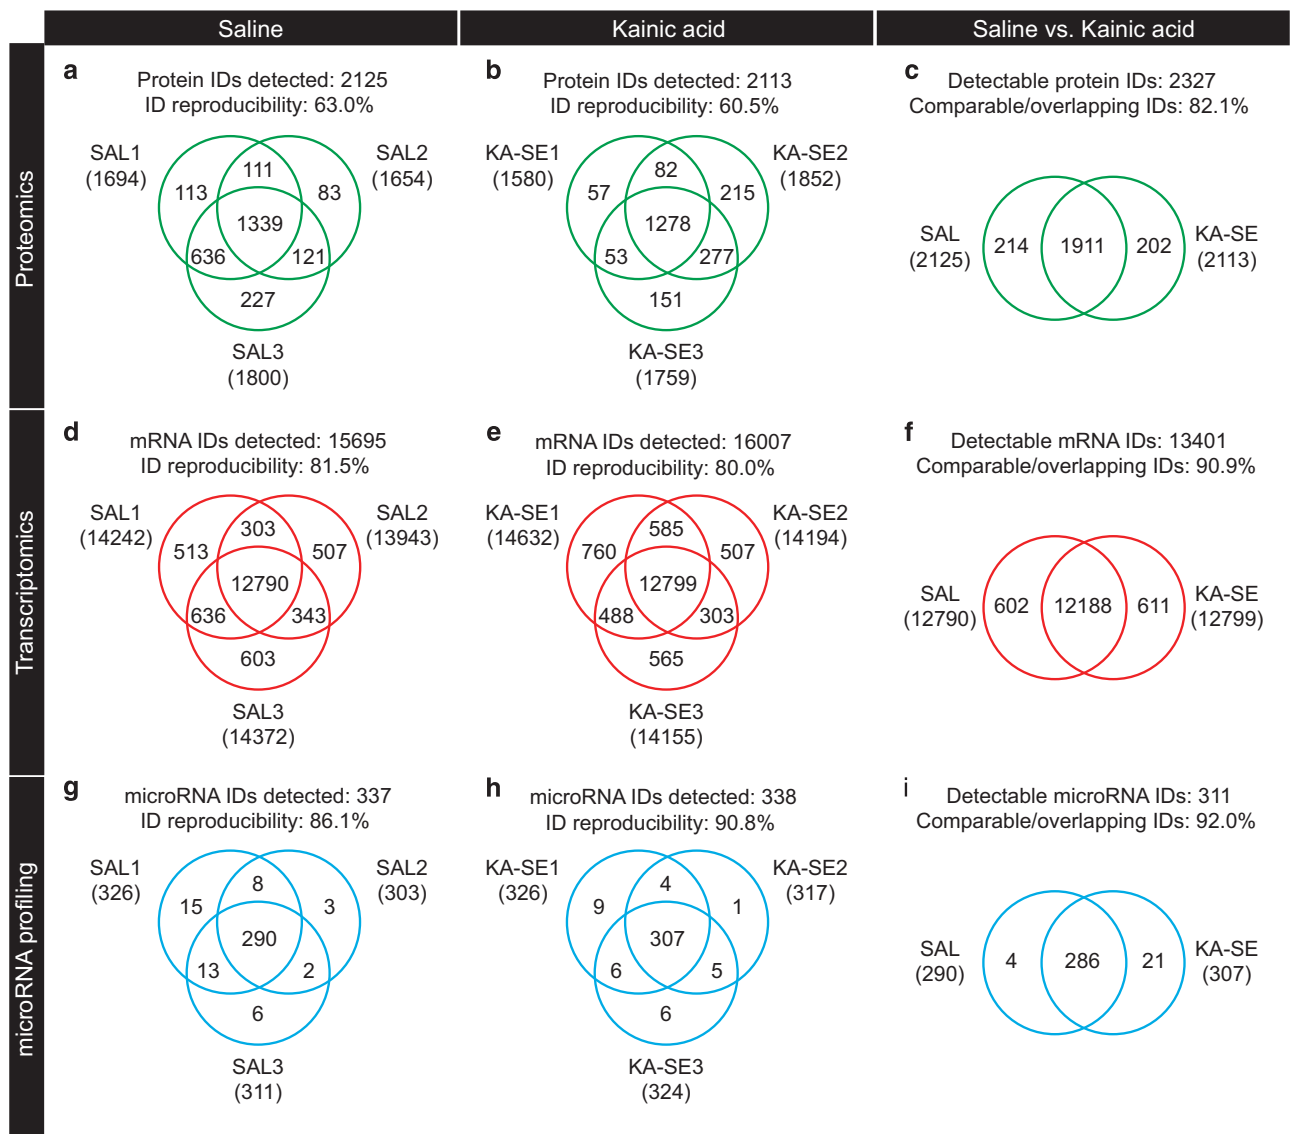 Saline
Kainic acid
Saline vs. Kainic acid
Proteomics
a
Protein IDs detected: 2125
ID reproducibility: 63.0%
SAL1
(1694)
SAL2
(1654)
113
111
83
1339
636
121
227
SAL3
(1800)
b
Protein IDs detected: 2113
ID reproducibility: 60.5%
KA-SE1
(1580)
KA-SE2
(1852)
57
82
215
1278
53
277
151
KA-SE3
(1759)
c
Detectable protein IDs: 2327
Comparable/overlapping IDs: 82.1%
SAL
(2125)
214
1911
202
KA-SE
(2113)
Transcriptomics
d
mRNA IDs detected: 15695
ID reproducibility: 81.5%
SAL1
(14242)
SAL2
(13943)
513
303
507
12790
636
343
603
SAL3
(14372)
e
mRNA IDs detected: 16007
ID reproducibility: 80.0%
KA-SE1
(14632)
KA-SE2
(14194)
760
585
507
12799
488
303
565
KA-SE3
(14155)
f
Detectable mRNA IDs: 13401
Comparable/overlapping IDs: 90.9%
SAL
(12790)
602
12188
611
KA-SE
(12799)
microRNA profiling
g
microRNA IDs detected: 337
ID reproducibility: 86.1%
SAL1
(326)
SAL2
(303)
15
8
3
290
13
2
6
SAL3
(311)
h
microRNA IDs detected: 338
ID reproducibility: 90.8%
KA-SE1
(326)
KA-SE2
(317)
9
4
1
307
6
5
6
KA-SE3
(324)
i
Detectable microRNA IDs: 311
Comparable/overlapping IDs: 92.0%
SAL
(290)
4
286
21
KA-SE
(307)